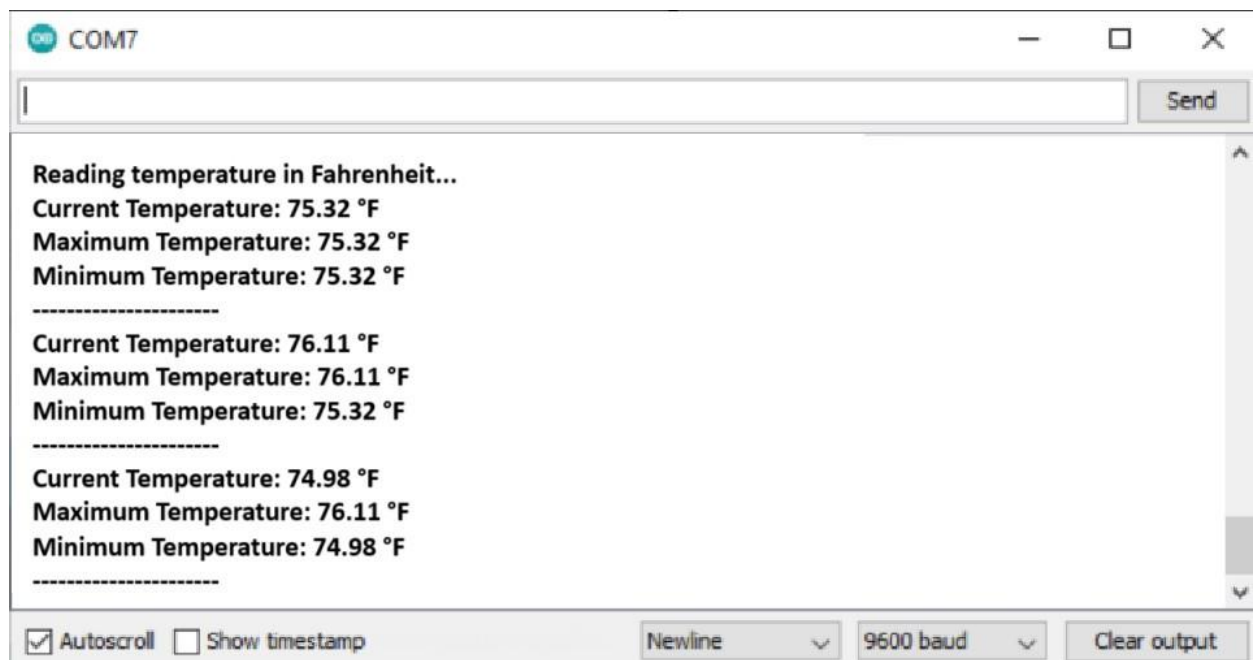 COM7
Send
Reading temperature in Fahrenheit...
Current Temperature: 75.32 °F
Maximum Temperature: 75.32 °F
Minimum Temperature: 75.32 °F
----------------------
Current Temperature: 76.11 °F
Maximum Temperature: 76.11 °F
Minimum Temperature: 75.32 °F
----------------------
Current Temperature: 74.98 °F
Maximum Temperature: 76.11 °F
Minimum Temperature: 74.98 °F
----------------------
Autoscroll Show timestamp Newline 9600 baud Clear output